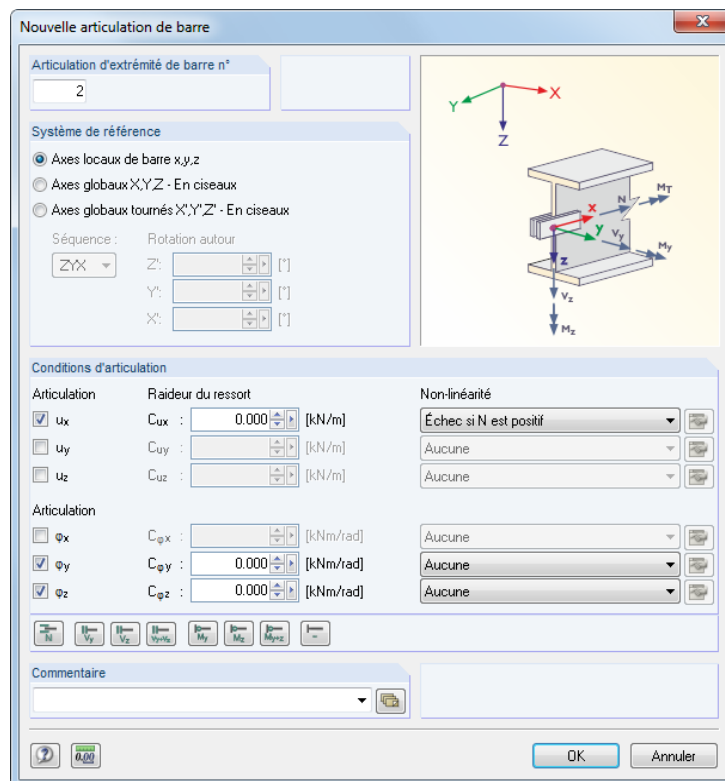 Nouvelle articulation de barre
Articulation d'extrémité de barre n°
2
Système de référence
Axes locaux de barre x,y,z
Axes globaux X,Y,Z - En ciseaux
Axes globaux tournés X',Y',Z' - En ciseaux
Séquence : Rotation autour
ZYX Z': [°]
Y': [°]
X': [°]
X
Y
Z
N
MT
x
y
Vy
My
z
Vz
Mz
Conditions d'articulation
Articulation Raideur du ressort Non-linéarité
ux Cux : 0.000 [kN/m] Échec si N est positif
uy Cuy : [kN/m] Aucune
uz Cuz : [kN/m] Aucune
Articulation
φx Cφx : [kNm/rad] Aucune
φy Cφy : 0.000 [kNm/rad] Aucune
φz Cφz : 0.000 [kNm/rad] Aucune
N Vy Vz Vy+Vz My Mz My+z -
Commentaire
0.00 OK Annuler